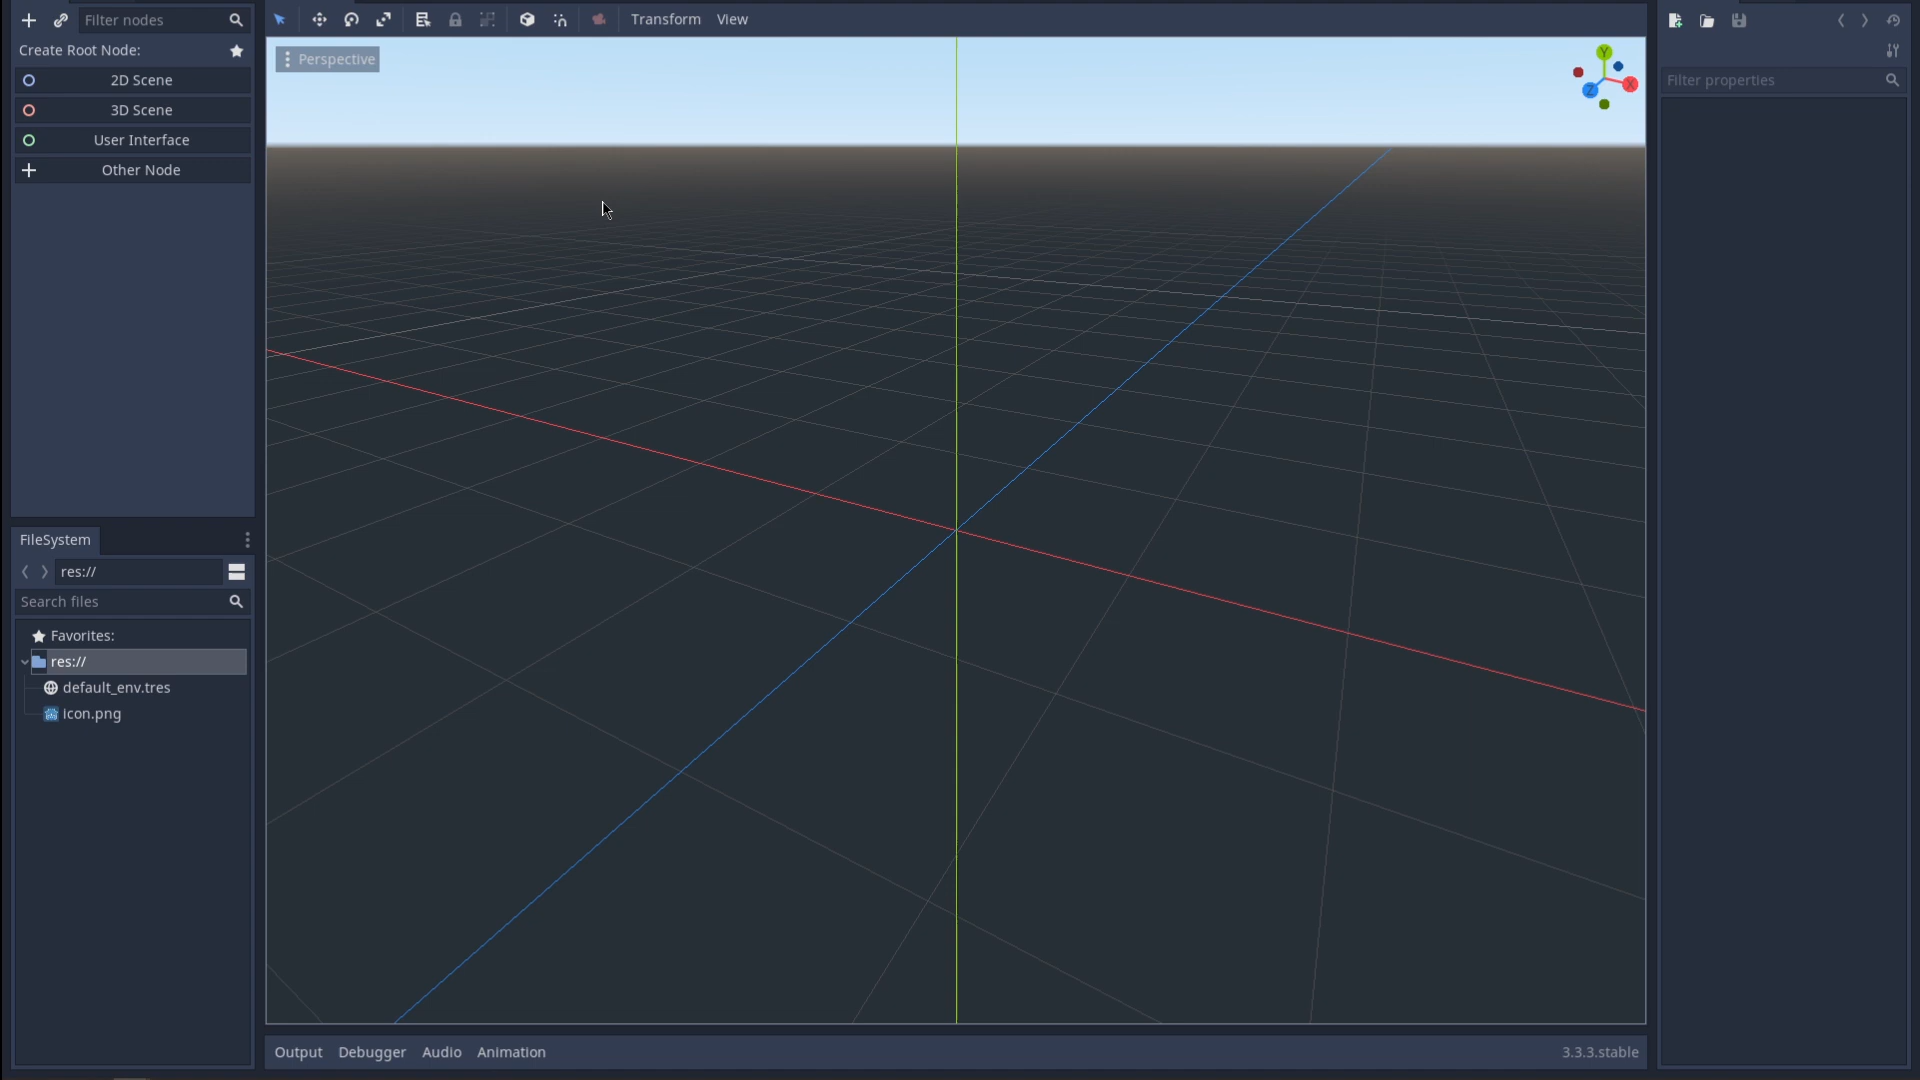 Filter nodes
Create Root Node:
2D Scene
3D Scene
User Interface
Other Node
FileSystem
res://
Search files
Favorites:
res://
default_env.tres
icon.png
Transform View
Perspective
Y
X
Z
Output Debugger Audio Animation
3.3.3.stable
Filter properties